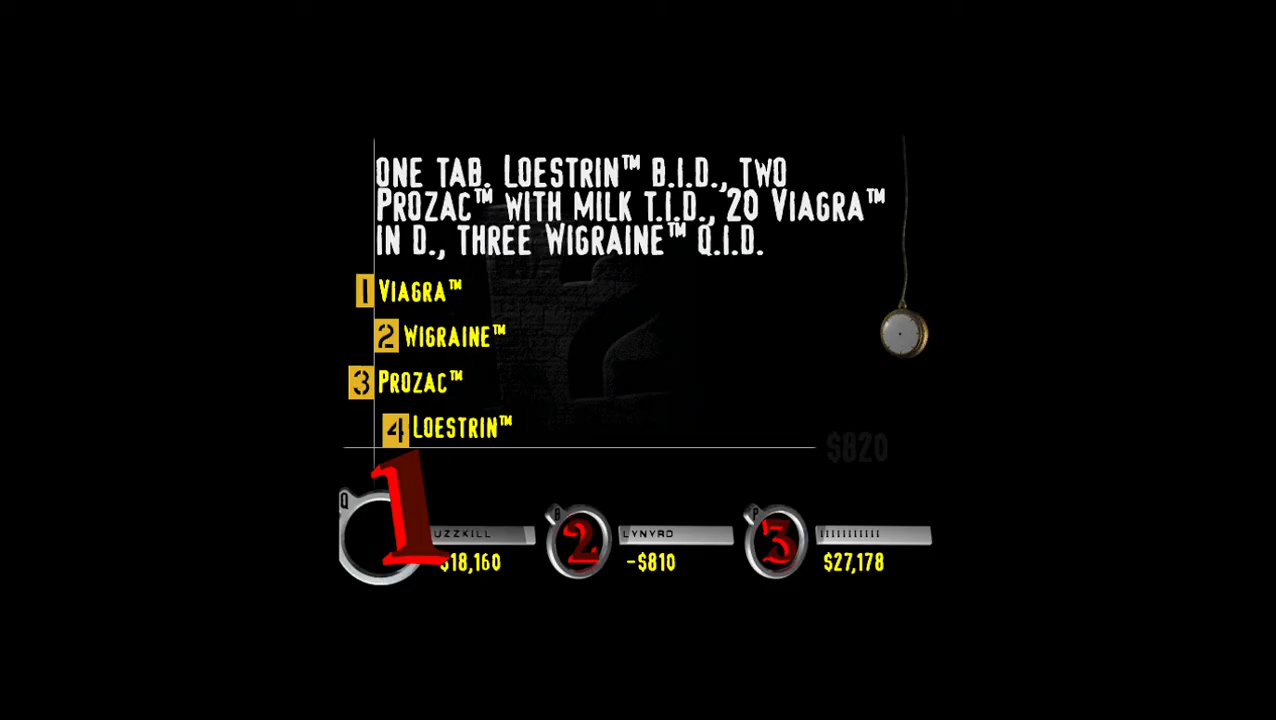 ONE TAB. LOESTRIN™ B.I.D., TWO
PROZAC™ WITH MILK T.I.D., 20 VIAGRA™
IN D., THREE WIGRAINE™ Q.I.D.
1 VIAGRA™
2 WIGRAINE™
3 PROZAC™
4 LOESTRIN™
$820
Q 1 UZZKILL
$18,160
B 2 LYNYRD
-$810
P 3 IIIIIIIIIII
$27,178